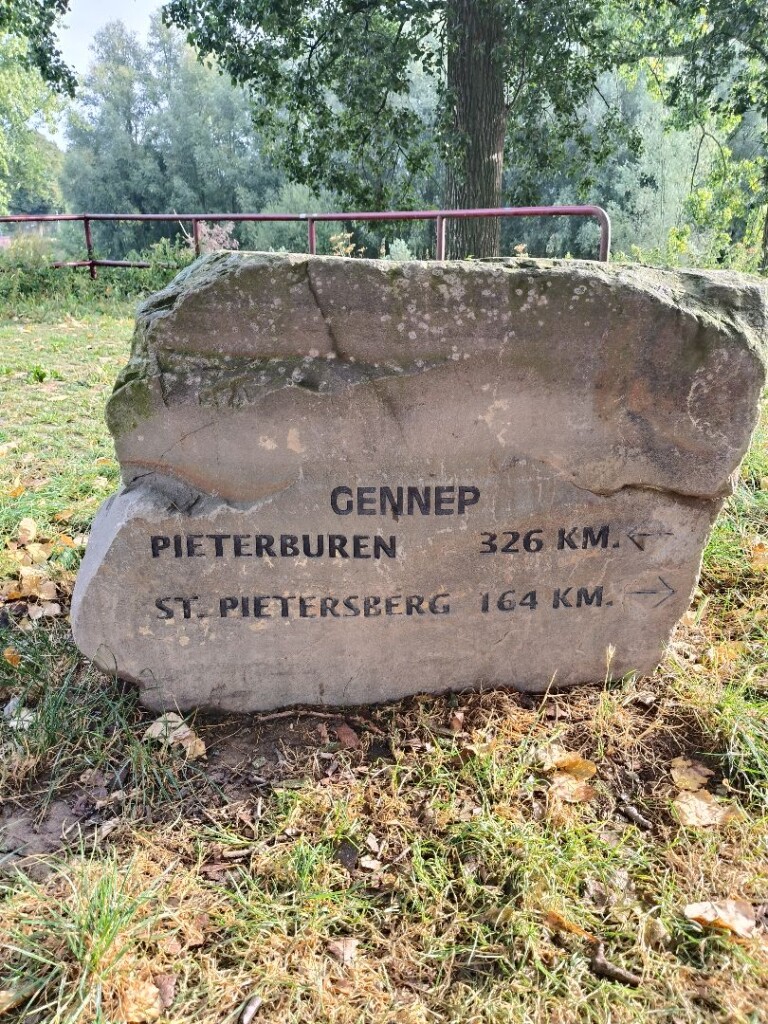 GENNEP
PIETERBUREN 326 KM. ←
ST. PIETERSBERG 164 KM. →